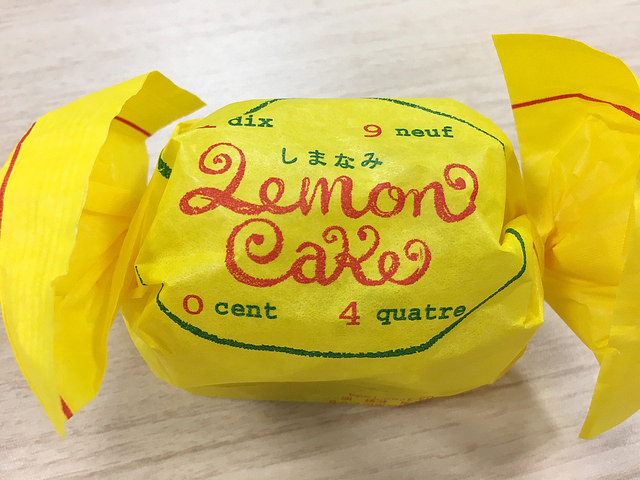 dix 9 neuf
しまなみ
Lemon
Cake
0 cent 4 quatre